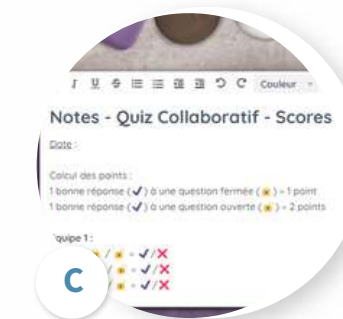 I U S Couleur
Notes - Quiz Collaboratif - Scores
Date :
Calcul des points :
1 bonne réponse (✔) à une question fermée (🟨) = 1 point
1 bonne réponse (✔) à une question ouverte (🟨) = 2 points
quipe 1 :
/ 🟨 = ✔/❌
/ 🟨 = ✔/❌
/ 🟨 = ✔/❌
C